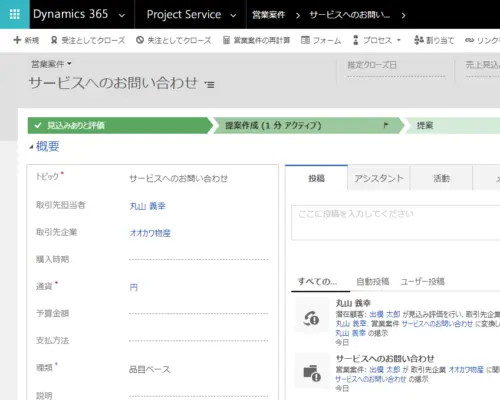 Dynamics 365 Project Service 営業案件 サービスへのお問い...
新規 受注としてクローズ 失注としてクローズ 営業案件の再計算 フォーム プロセス 割り当て リンク
営業案件
サービスへのお問い合わせ
推定クローズ日 売上見込み
見込みありと評価 提案作成 (1 分 アクティブ) 提案
概要
トピック* サービスへのお問い合わせ
取引先担当者 丸山 義幸
取引先企業 オオカワ物産
購入時期
通貨* 円
予算金額
支払方法
種類* 品目ベース
説明
投稿 アシスタント 活動
ここに投稿を入力してください
すべての... 自動投稿 ユーザー投稿
丸山 義幸
潜在顧客: 出檀 太郎 が見込み評価を行い、取引先企業
丸山 義幸、営業案件 サービスへのお問い合わせ に変換し
丸山 義幸 の掲示
今日
サービスへのお問い合わせ
営業案件: 出檀 太郎 が 取引先企業 オオカワ物産 に関
サービスへのお問い合わせ の掲示
今日